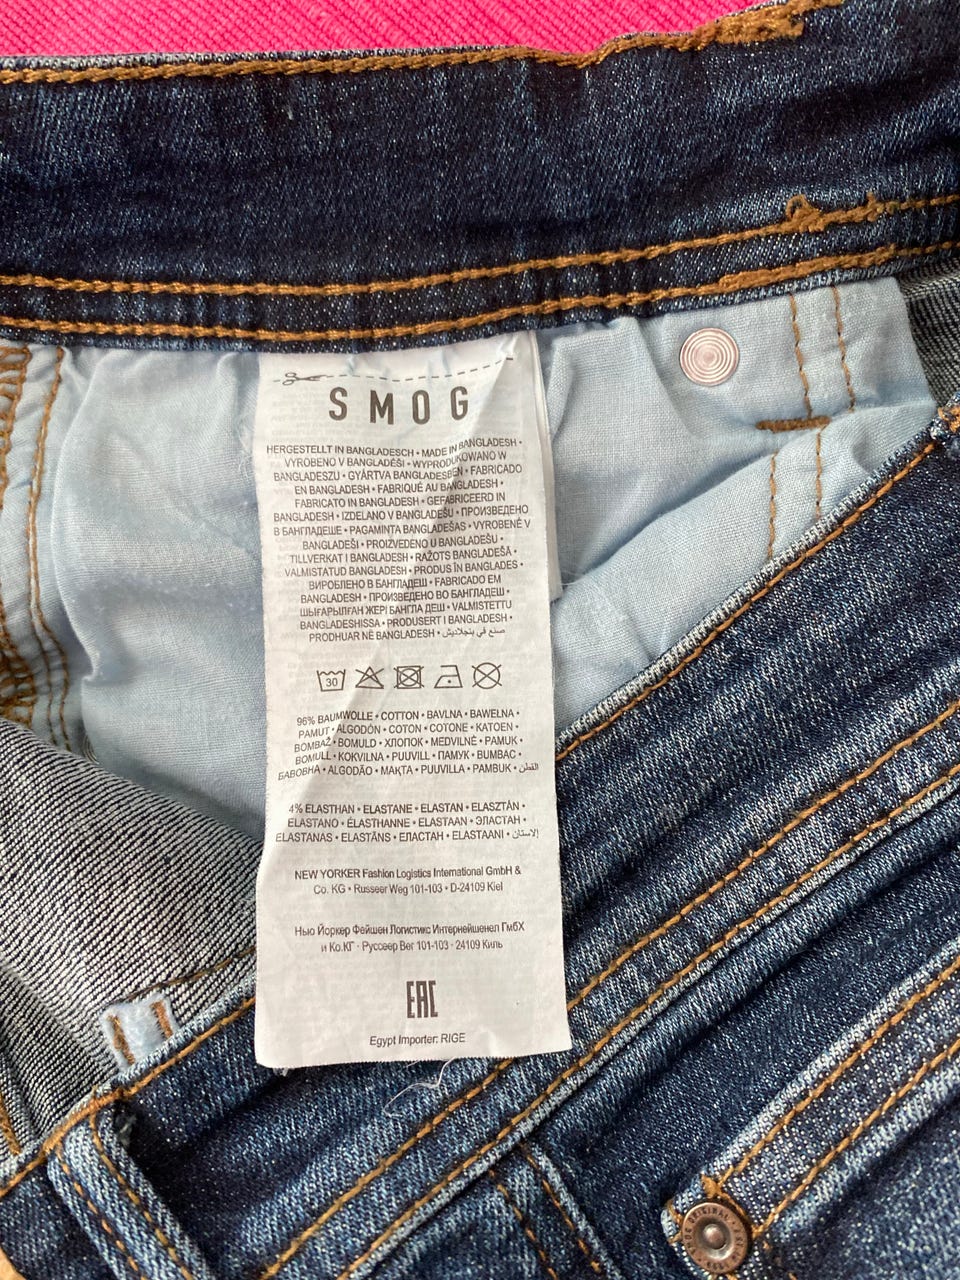 SMOG
HERGESTELLT IN BANGLADESCH • MADE IN BANGLADESH •
VYROBENO V BANGLADÉŠI • WYPRODUKOWANO W
BANGLADESZU • GYÁRTVA BANGLADESBEN • FABRICADO
EN BANGLADESH • FABRIQUÉ AU BANGLADESH •
FABRICATO IN BANGLADESH • GEFABRICEERD IN
BANGLADESH • IZDELANO V BANGLADEŠU • ПРОИЗВЕДЕНО
В БАНГЛАДЕШЕ • PAGAMINTA BANGLADEŠAS • VYROBENÉ V
BANGLADÉŠI • PROIZVEDENO U BANGLADEŠU •
TILLVERKAT I BANGLADESH • RAŽOTS BANGLADEŠĀ •
VALMISTATUD BANGLADESH • PRODUS ÎN BANGLADES •
ВИРОБЛЕНО В БАНГЛАДЕШ • FABRICADO EM
BANGLADESH • ПРОИЗВЕДЕНО ВО БАНГЛАДЕШ •
ШЫҒАРЫЛҒАН ЖЕРІ БАНГЛА ДЕШ • VALMISTETTU
BANGLADESHISSA • PRODUSERT I BANGLADESH •
PRODHUAR NË BANGLADESH • صنع في بنجلاديش
30
96% BAUMWOLLE • COTTON • BAVLNA • BAWEŁNA •
PAMUT • ALGODÓN • COTON • COTONE • KATOEN •
BOMBAŽ • BOMULD • ХЛОПОК • MEDVILNĖ • PAMUK •
BOMULL • KOKVILNA • PUUVILL • ПАМУК • BUMBAC •
БАВОВНА • ALGODÃO • МАҚТА • PUUVILLA • PAMBUK • القطن
4% ELASTHAN • ELASTANE • ELASTAN • ELASZTÁN •
ELASTANO • ÉLASTHANNE • ELASTAAN • ЭЛАСТАН •
ELASTANAS • ELASTĀNS • ЕЛАСТАН • ELASTAANI • الإستان
NEW YORKER Fashion Logistics International GmbH &
Co. KG • Russeer Weg 101-103 • D-24109 Kiel
Нью Йоркер Фейшен Логистикс Интернейшенел ГмбХ
и Ко.КГ · Руссеер Вег 101-103 · 24109 Киль
EAC
Egypt Importer: RIGE
ORIGINAL